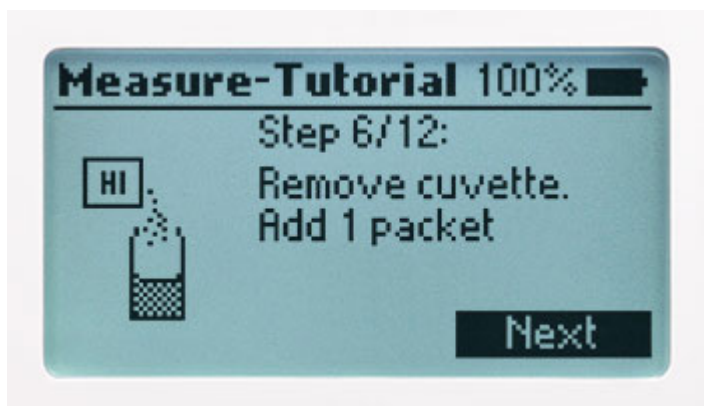 Measure-Tutorial 100%
Step 6/12:
HI
Remove cuvette.
Add 1 packet
Next